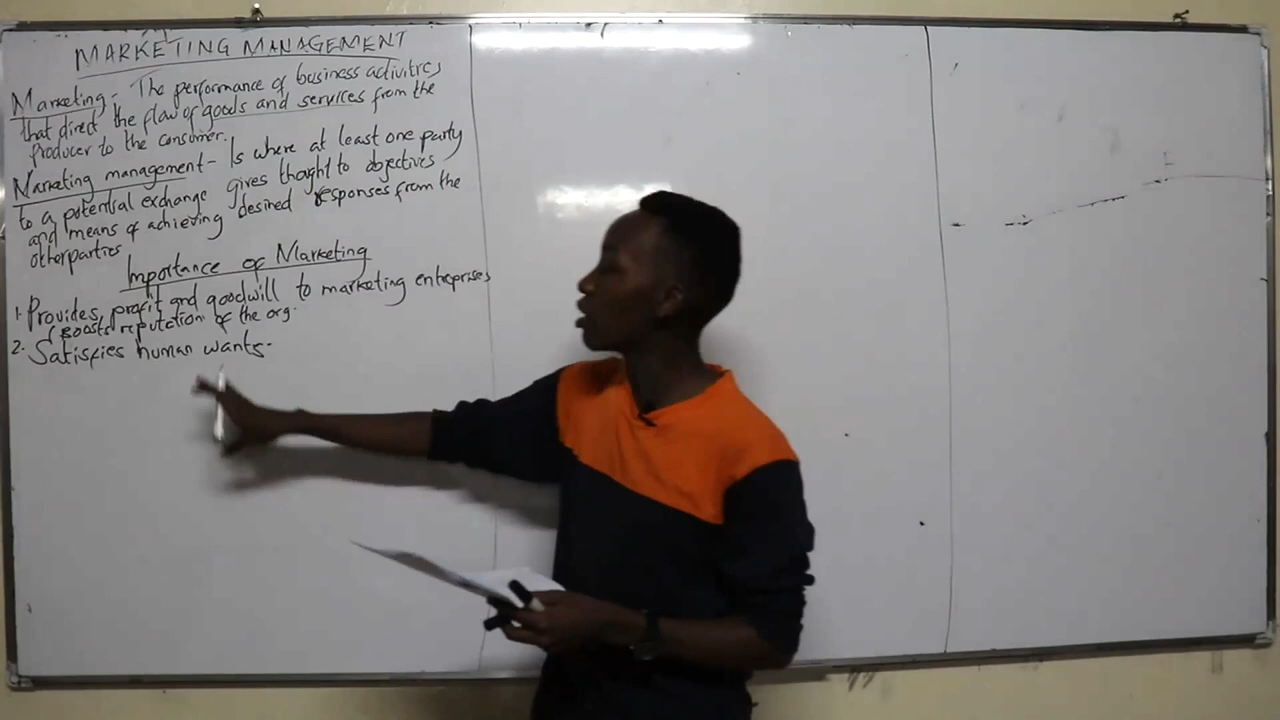 MARKETING MANAGEMENT
Marketing - The performance of business activities
that direct the flow of goods and services from the
producer to the consumer.
Marketing management - Is where at least one party
to a potential exchange gives thought to objectives
and means of achieving desired responses from the
otherparties
Importance of Marketing
1. Provides profit and goodwill to marketing enteprises
(Boosts reputation of the org.
2. Satisfies human wants.